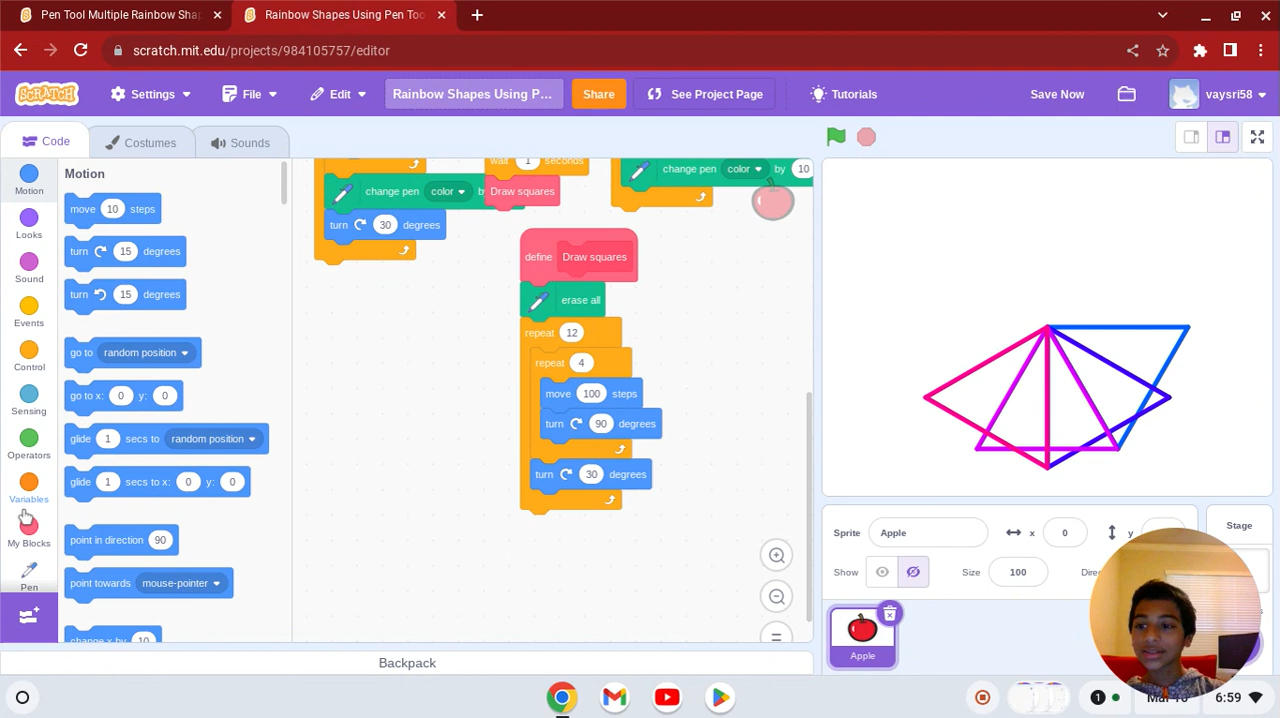 Pen Tool Multiple Rainbow Sha
Rainbow Shapes Using Pen Too
scratch.mit.edu/projects/984105757/editor
SCRATCH
Settings
File
Edit
Rainbow Shapes Using P...
Share
See Project Page
Tutorials
Save Now
vaysri58
Code
Costumes
Sounds
Motion
Looks
Sound
Events
Control
Sensing
Operators
Variables
My Blocks
Pen
Motion
move 10 steps
turn 15 degrees
turn 15 degrees
go to random position
go to x: 0 y: 0
glide 1 secs to random position
glide 1 secs to x: 0 y: 0
point in direction 90
point towards mouse-pointer
change x by 10
change pen color by
turn 30 degrees
wait 1 seconds
Draw squares
change pen color by 10
define Draw squares
erase all
repeat 12
repeat 4
move 100 steps
turn 90 degrees
turn 30 degrees
Sprite Apple x 0 y
Show Size 100
Apple
Stage
Backpack
1
6:59